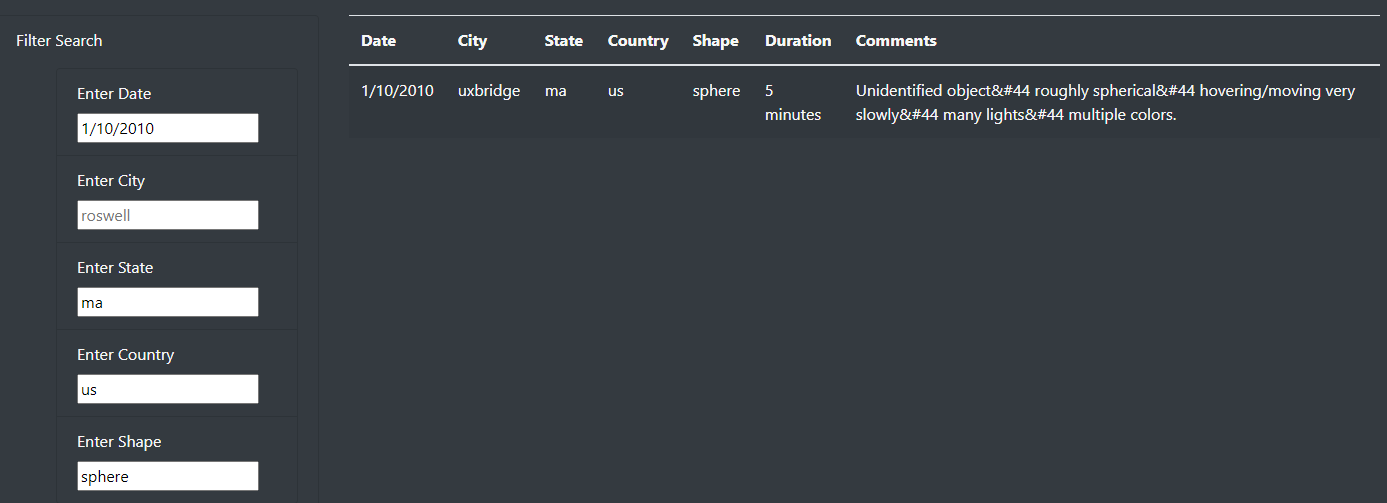 Filter Search
Enter Date
1/10/2010
Enter City
roswell
Enter State
ma
Enter Country
us
Enter Shape
sphere
Date City State Country Shape Duration Comments
1/10/2010 uxbridge ma us sphere 5 minutes Unidentified object&#44 roughly spherical&#44 hovering/moving very
slowly&#44 many lights&#44 multiple colors.